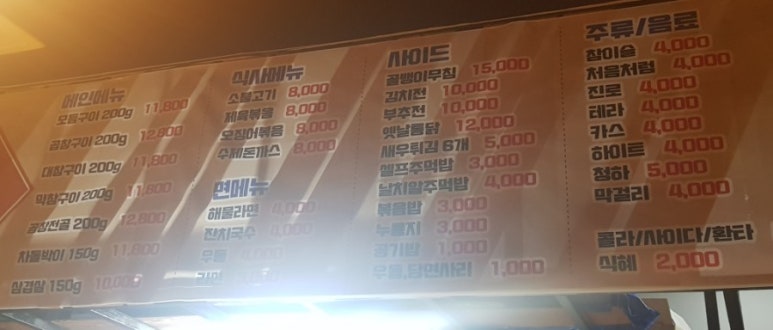 메인메뉴
모듬구이 200g 11,800
곱창구이 200g 12,800
대창구이 200g 11,800
막창구이 200g 11,800
곱창전골 200g 12,800
차돌박이 150g 11,800
삼겹살 150g 10,000
식사메뉴
소불고기 8,000
제육볶음 8,000
오징어볶음 8,000
수제돈까스 8,000
면메뉴
해물라면 4,000
잔치국수 4,000
우동 4,000
라면
사이드
골뱅이무침 15,000
김치전 10,000
부추전 10,000
옛날통닭 12,000
새우튀김 6개 5,000
셀프주먹밥 3,000
날치알주먹밥 4,000
볶음밥 3,000
누룽지 3,000
공기밥 1,000
우동,당면사리 1,000
주류/음료
참이슬 4,000
처음처럼 4,000
진로 4,000
테라 4,000
카스 4,000
하이트 4,000
청하 5,000
막걸리 4,000
콜라/사이다/환타
식혜 2,000